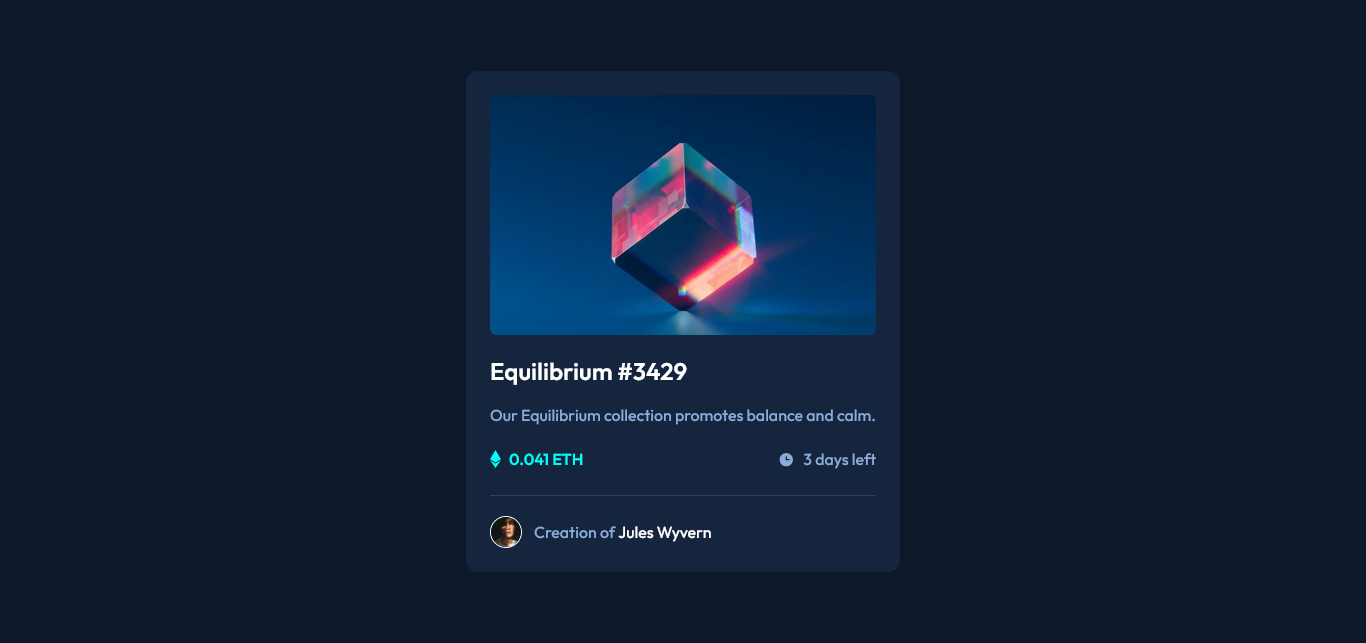 Equilibrium #3429
Our Equilibrium collection promotes balance and calm.
0.041 ETH
3 days left
Creation of Jules Wyvern